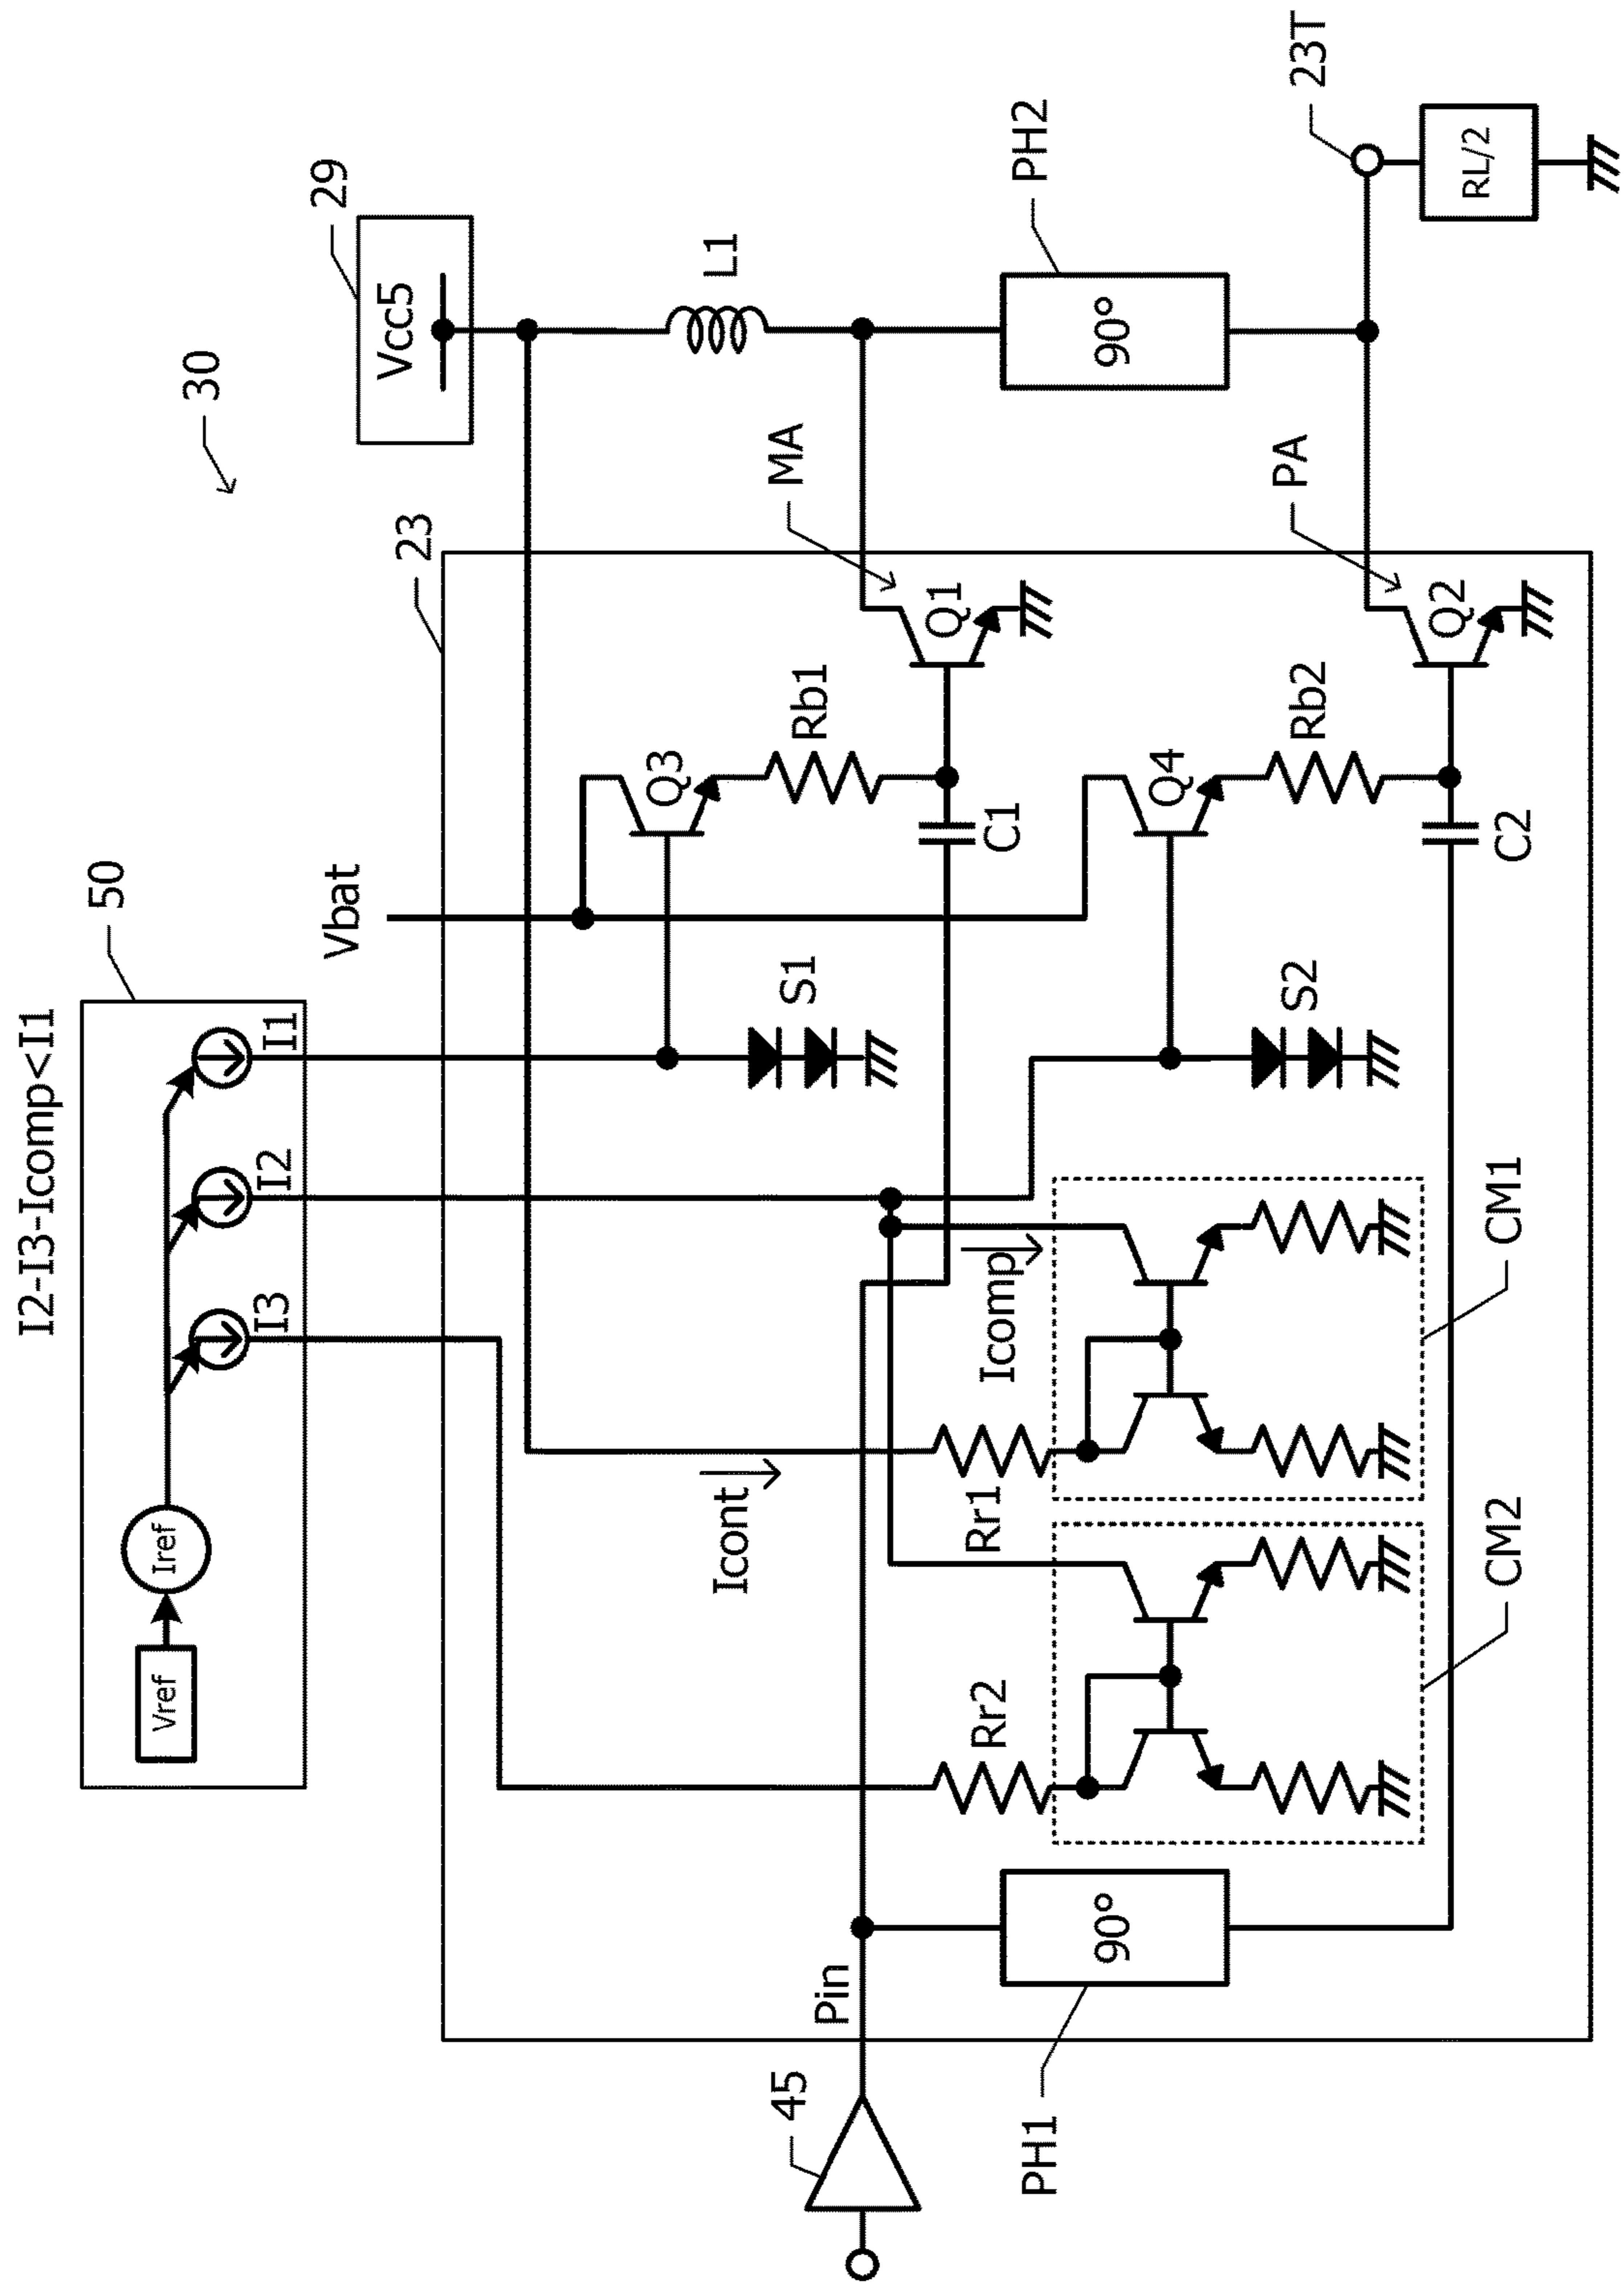 I2-I3-Icomp<I1
50
Vref
Iref
I3
I2
I1
30
29
Vcc5
Vbat
23
L1
MA
Q3
Rb1
Q1
S1
C1
Icont
Icomp
Pin
45
Rr2
Rr1
PH1
90°
CM2
CM1
S2
Q4
Rb2
C2
Q2
PA
PH2
90°
23T
RL/2